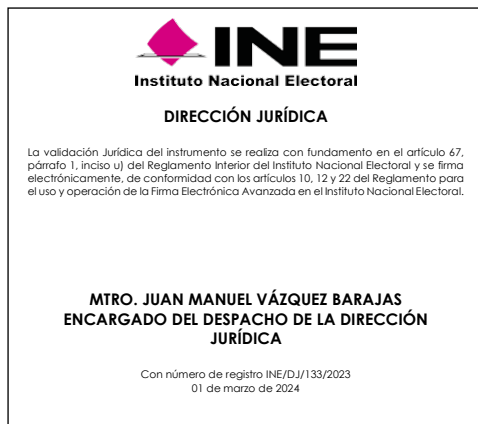 INE
Instituto Nacional Electoral
DIRECCIÓN JURÍDICA
La validación Jurídica del instrumento se realiza con fundamento en el artículo 67,
párrafo 1, inciso u) del Reglamento Interior del Instituto Nacional Electoral y se firma
electrónicamente, de conformidad con los artículos 10, 12 y 22 del Reglamento para
el uso y operación de la Firma Electrónica Avanzada en el Instituto Nacional Electoral.
MTRO. JUAN MANUEL VÁZQUEZ BARAJAS
ENCARGADO DEL DESPACHO DE LA DIRECCIÓN
JURÍDICA
Con número de registro INE/DJ/133/2023
01 de marzo de 2024